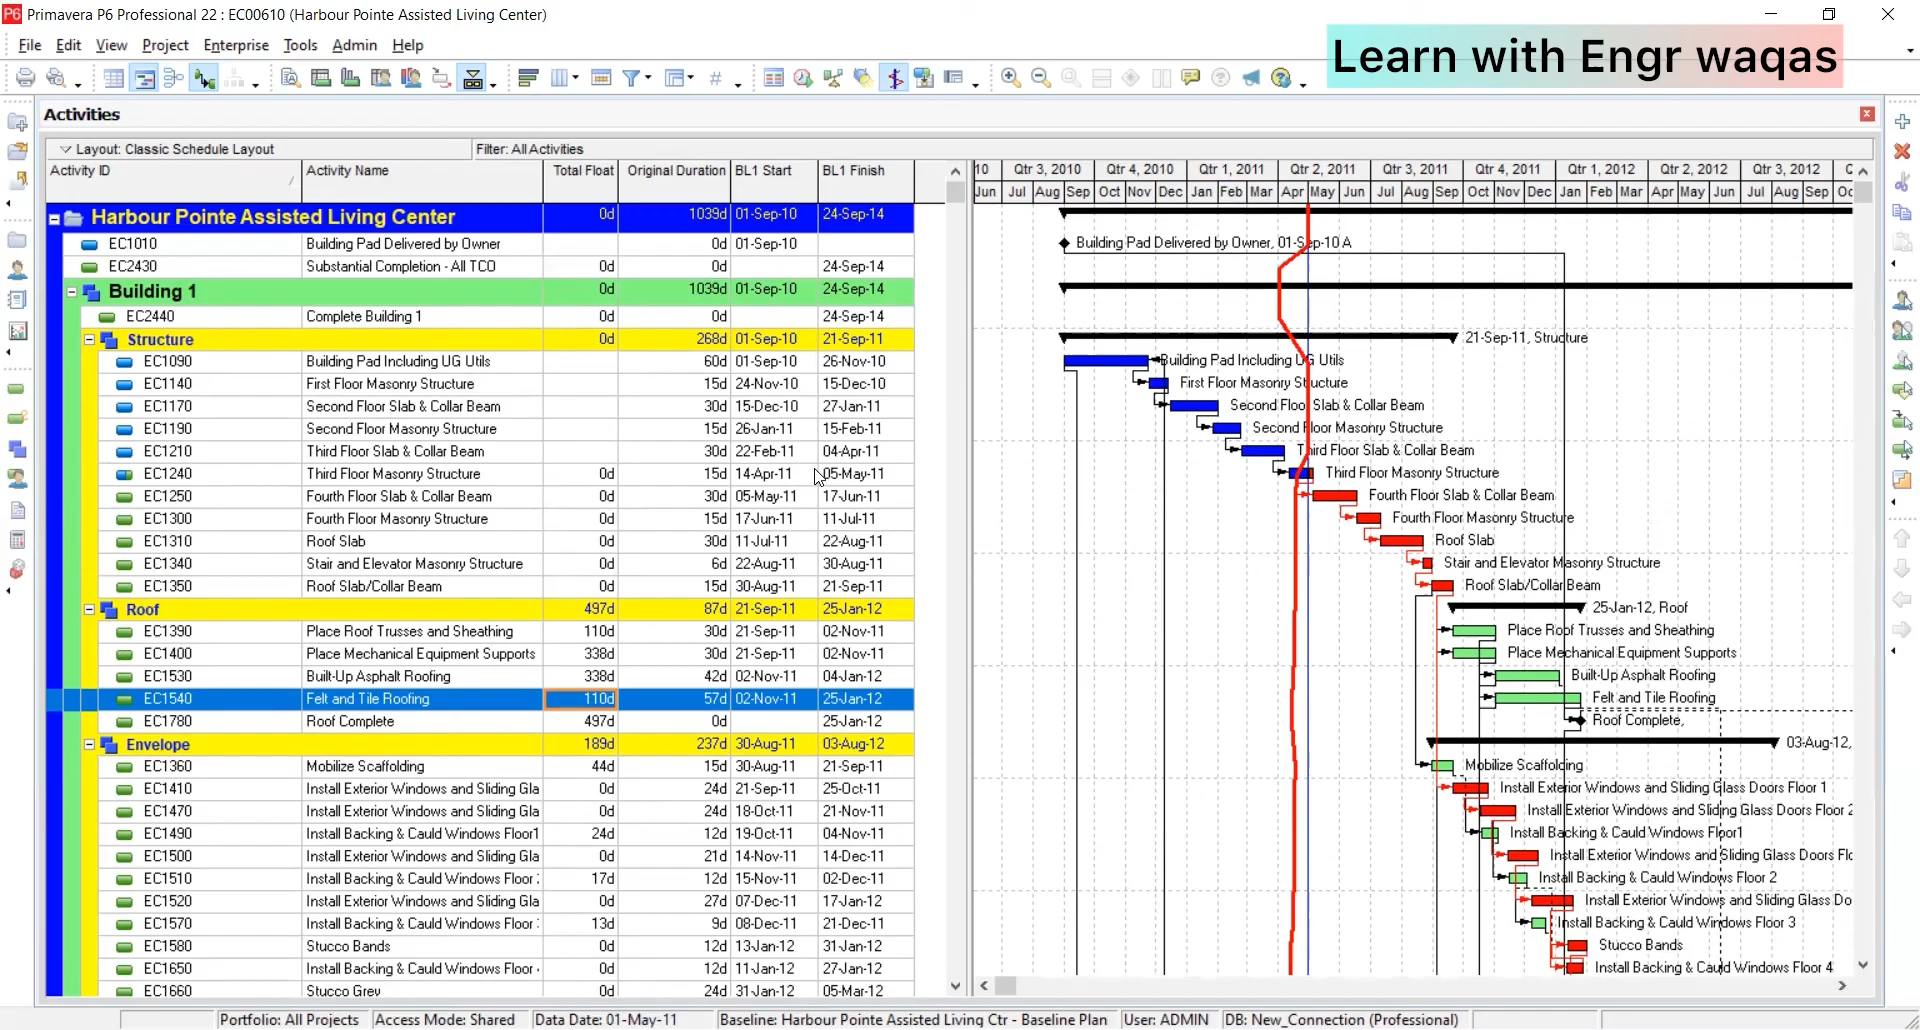 Primavera P6 Professional 22 : EC00610 (Harbour Pointe Assisted Living Center)
File Edit View Project Enterprise Tools Admin Help
Learn with Engr waqas
Activities
Layout: Classic Schedule Layout Filter: All Activities
Activity ID Activity Name Total Float Original Duration BL1 Start BL1 Finish
10 Qtr 3, 2010 Qtr 4, 2010 Qtr 1, 2011 Qtr 2, 2011 Qtr 3, 2011 Qtr 4, 2011 Qtr 1, 2012 Qtr 2, 2012 Qtr 3, 2012
Jun Jul Aug Sep Oct Nov Dec Jan Feb Mar Apr May Jun Jul Aug Sep Oct Nov Dec Jan Feb Mar Apr May Jun Jul Aug Sep
Harbour Pointe Assisted Living Center 0d 1039d 01-Sep-10 24-Sep-14
EC1010 Building Pad Delivered by Owner 0d 01-Sep-10 Building Pad Delivered by Owner, 01-Sep-10 A
EC2430 Substantial Completion - All TCO 0d 0d 24-Sep-14
Building 1 0d 1039d 01-Sep-10 24-Sep-14
EC2440 Complete Building 1 0d 0d 24-Sep-14
Structure 0d 268d 01-Sep-10 21-Sep-11 21-Sep-11, Structure
EC1090 Building Pad Including UG Utils 60d 01-Sep-10 26-Nov-10 Building Pad Including UG Utils
EC1140 First Floor Masonry Structure 15d 24-Nov-10 15-Dec-10 First Floor Masonry Structure
EC1170 Second Floor Slab & Collar Beam 30d 15-Dec-10 27-Jan-11 Second Floor Slab & Collar Beam
EC1190 Second Floor Masonry Structure 15d 26-Jan-11 15-Feb-11 Second Floor Masonry Structure
EC1210 Third Floor Slab & Collar Beam 30d 22-Feb-11 04-Apr-11 Third Floor Slab & Collar Beam
EC1240 Third Floor Masonry Structure 0d 15d 14-Apr-11 05-May-11 Third Floor Masonry Structure
EC1250 Fourth Floor Slab & Collar Beam 0d 30d 05-May-11 17-Jun-11 Fourth Floor Slab & Collar Beam
EC1300 Fourth Floor Masonry Structure 0d 15d 17-Jun-11 11-Jul-11 Fourth Floor Masonry Structure
EC1310 Roof Slab 0d 30d 11-Jul-11 22-Aug-11 Roof Slab
EC1340 Stair and Elevator Masonry Structure 0d 6d 22-Aug-11 30-Aug-11 Stair and Elevator Masonry Structure
EC1350 Roof Slab/Collar Beam 0d 15d 30-Aug-11 21-Sep-11 Roof Slab/Collar Beam
Roof 497d 87d 21-Sep-11 25-Jan-12 25-Jan-12, Roof
EC1390 Place Roof Trusses and Sheathing 110d 30d 21-Sep-11 02-Nov-11 Place Roof Trusses and Sheathing
EC1400 Place Mechanical Equipment Supports 338d 30d 21-Sep-11 02-Nov-11 Place Mechanical Equipment Supports
EC1530 Built-Up Asphalt Roofing 338d 42d 02-Nov-11 04-Jan-12 Built-Up Asphalt Roofing
EC1540 Felt and Tile Roofing 110d 57d 02-Nov-11 25-Jan-12 Felt and Tile Roofing
EC1780 Roof Complete 497d 0d 25-Jan-12 Roof Complete,
Envelope 189d 237d 30-Aug-11 03-Aug-12 03-Aug-12,
EC1360 Mobilize Scaffolding 44d 15d 30-Aug-11 21-Sep-11 Mobilize Scaffolding
EC1410 Install Exterior Windows and Sliding Gla 0d 24d 21-Sep-11 25-Oct-11 Install Exterior Windows and Sliding Glass Doors Floor 1
EC1470 Install Exterior Windows and Sliding Gla 0d 24d 18-Oct-11 21-Nov-11 Install Exterior Windows and Sliding Glass Doors Floor 2
EC1490 Install Backing & Cauld Windows Floor1 24d 12d 19-Oct-11 04-Nov-11 Install Backing & Cauld Windows Floor1
EC1500 Install Exterior Windows and Sliding Gla 0d 21d 14-Nov-11 14-Dec-11 Install Exterior Windows and Sliding Glass Doors Flo
EC1510 Install Backing & Cauld Windows Floor 17d 12d 15-Nov-11 02-Dec-11 Install Backing & Cauld Windows Floor 2
EC1520 Install Exterior Windows and Sliding Gla 0d 27d 07-Dec-11 17-Jan-12 Install Exterior Windows and Sliding Glass Do
EC1570 Install Backing & Cauld Windows Floor 13d 9d 08-Dec-11 21-Dec-11 Install Backing & Cauld Windows Floor 3
EC1580 Stucco Bands 0d 12d 13-Jan-12 31-Jan-12 Stucco Bands
EC1650 Install Backing & Cauld Windows Floor 0d 12d 11-Jan-12 27-Jan-12 Install Backing & Cauld Windows Floor 4
EC1660 Stucco Grey 0d 24d 31-Jan-12 05-Mar-12
Portfolio: All Projects Access Mode: Shared Data Date: 01-May-11 Baseline: Harbour Pointe Assisted Living Ctr - Baseline Plan User: ADMIN DB: New_Connection (Professional)